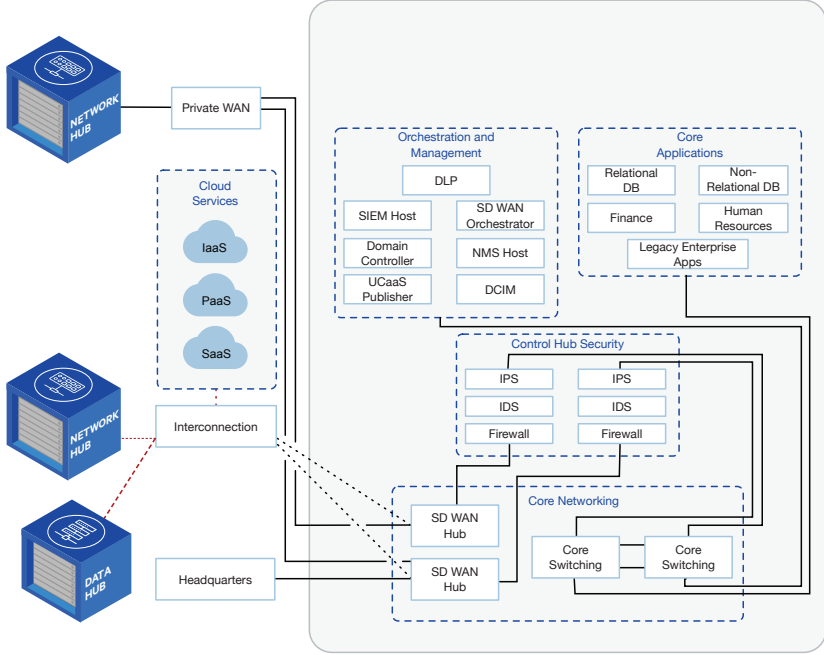 NETWORK
HUB
Private WAN
Cloud
Services
IaaS
PaaS
SaaS
NETWORK
HUB
Interconnection
DATA
HUB
Headquarters
Orchestration and
Management
DLP
SIEM Host
SD WAN
Orchestrator
Domain
Controller
NMS Host
UCaaS
Publisher
DCIM
Core
Applications
Relational
DB
Non-
Relational DB
Finance
Human
Resources
Legacy Enterprise
Apps
Control Hub Security
IPS
IPS
IDS
IDS
Firewall
Firewall
Core Networking
SD WAN
Hub
SD WAN
Hub
Core
Switching
Core
Switching